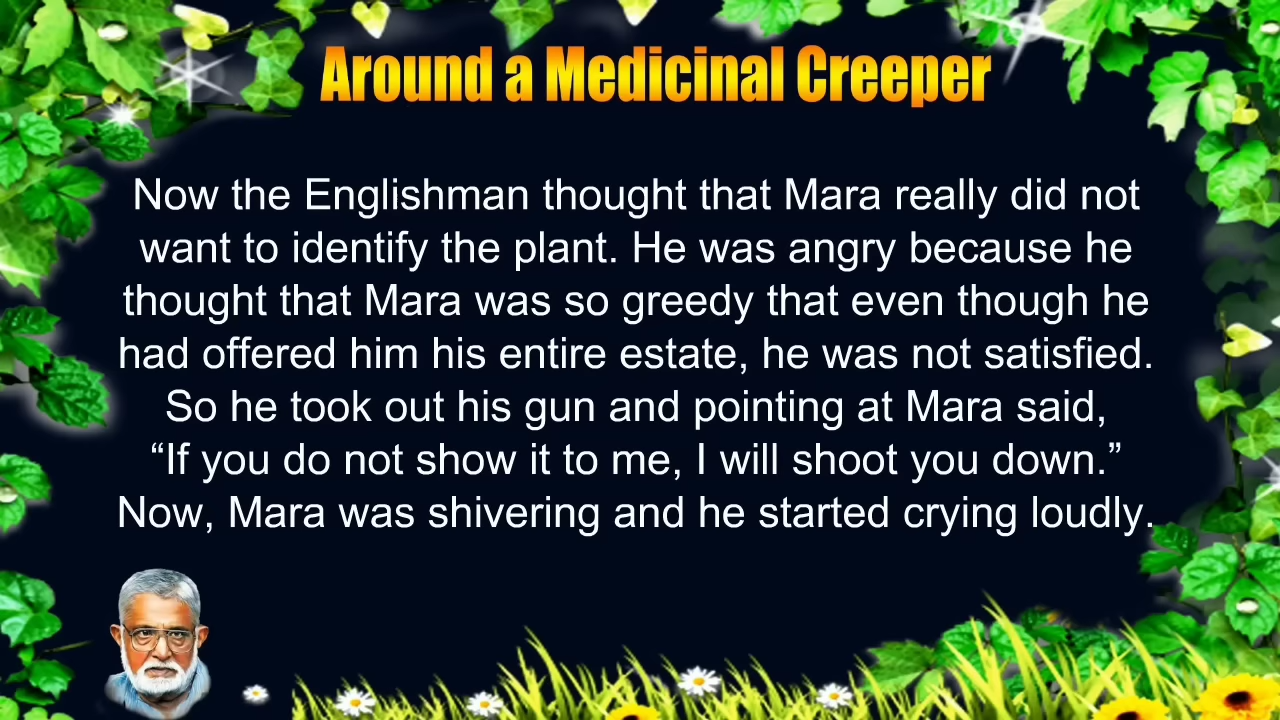 Around a Medicinal Creeper
Now the Englishman thought that Mara really did not
want to identify the plant. He was angry because he
thought that Mara was so greedy that even though he
had offered him his entire estate, he was not satisfied.
So he took out his gun and pointing at Mara said,
“If you do not show it to me, I will shoot you down.”
Now, Mara was shivering and he started crying loudly.